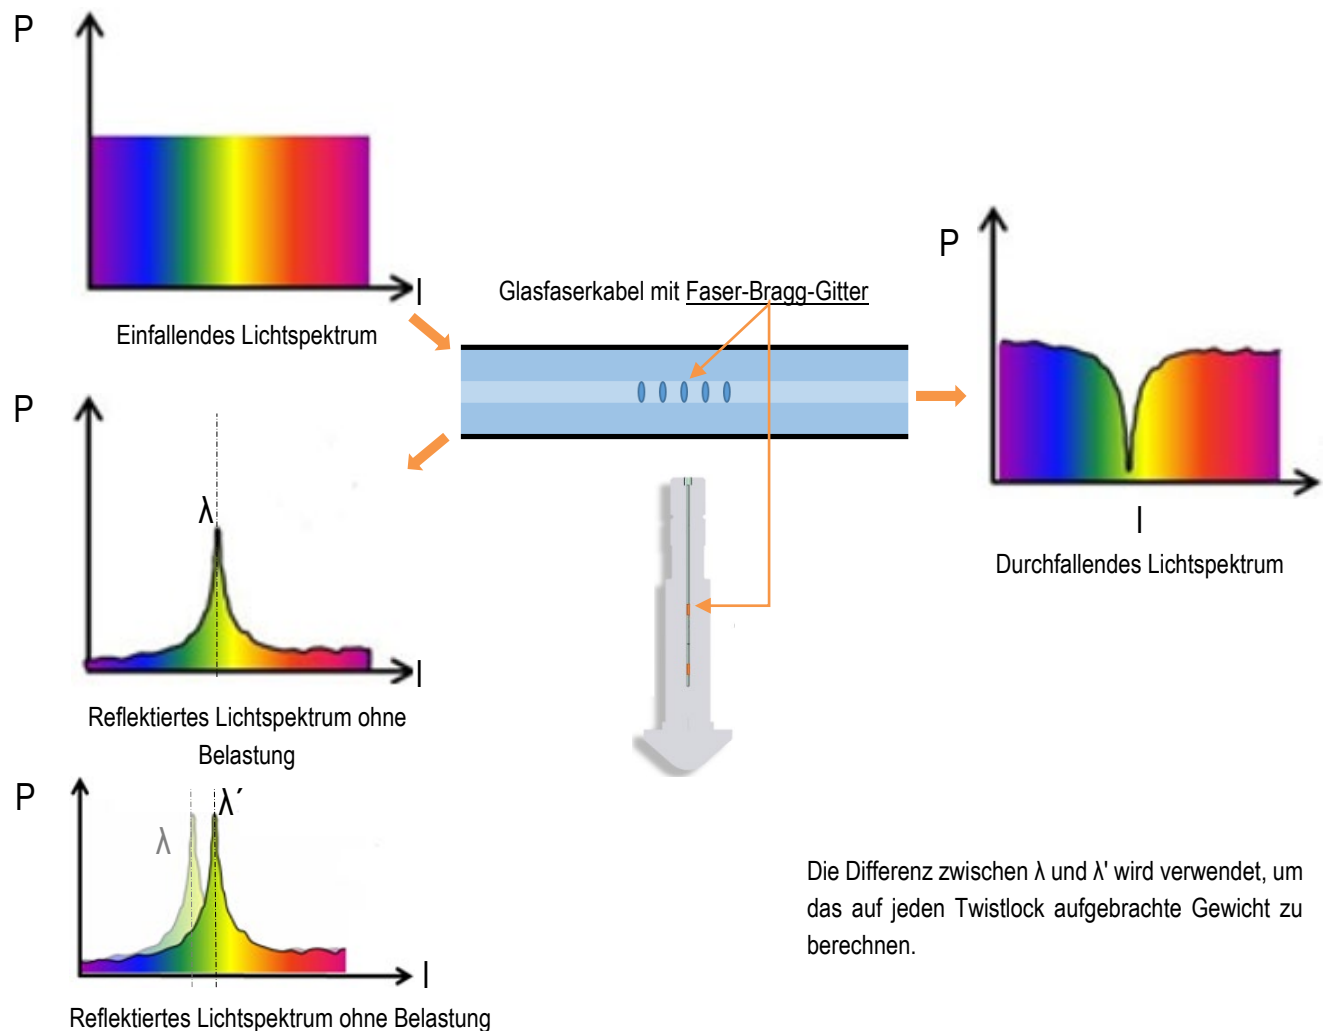 P
l
Einfallendes Lichtspektrum
Glasfaserkabel mit Faser-Bragg-Gitter
P
l
Durchfallendes Lichtspektrum
P
λ
l
Reflektiertes Lichtspektrum ohne
Belastung
P
λ
λ´
l
Reflektiertes Lichtspektrum ohne Belastung
Die Differenz zwischen λ und λ' wird verwendet, um
das auf jeden Twistlock aufgebrachte Gewicht zu
berechnen.